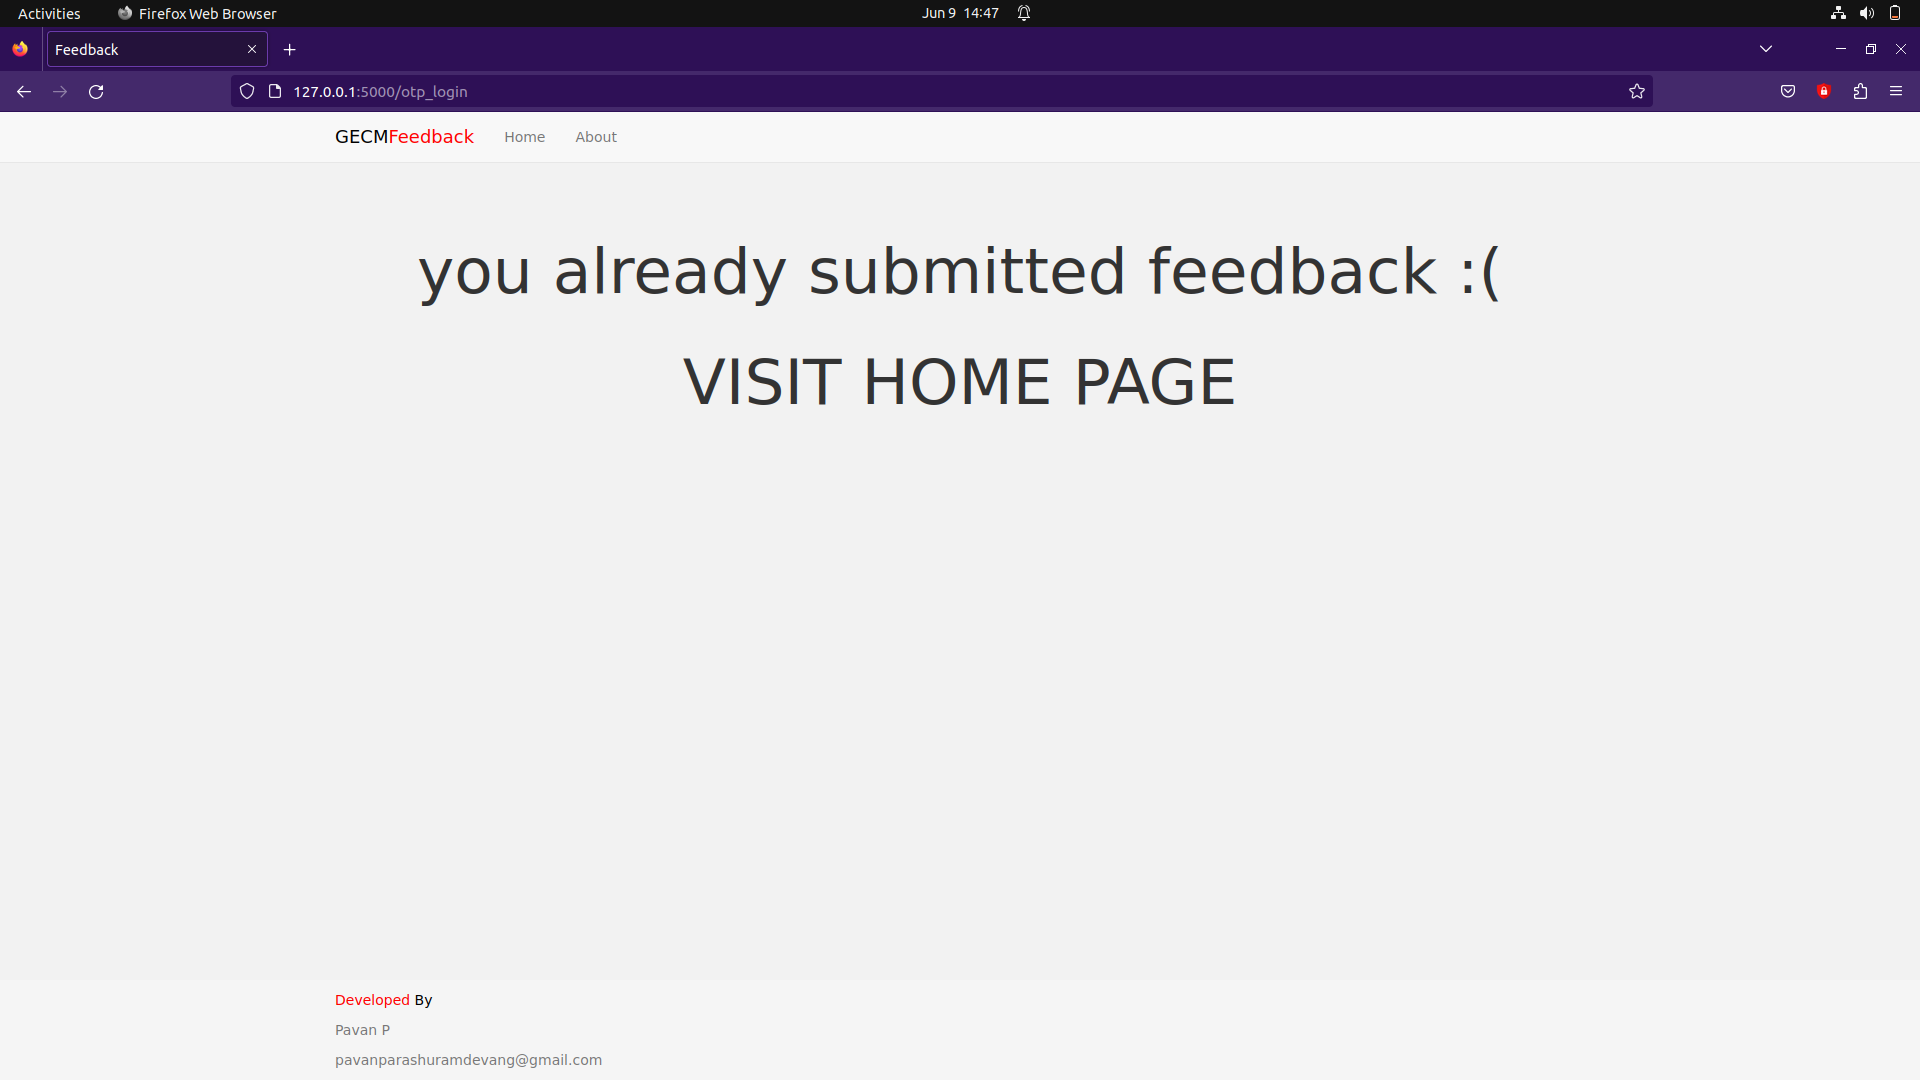 Activities Firefox Web Browser Jun 9 14:47
Feedback
127.0.0.1:5000/otp_login
GECMFeedback Home About
you already submitted feedback :(
VISIT HOME PAGE
Developed By
Pavan P
pavanparashuramdevang@gmail.com